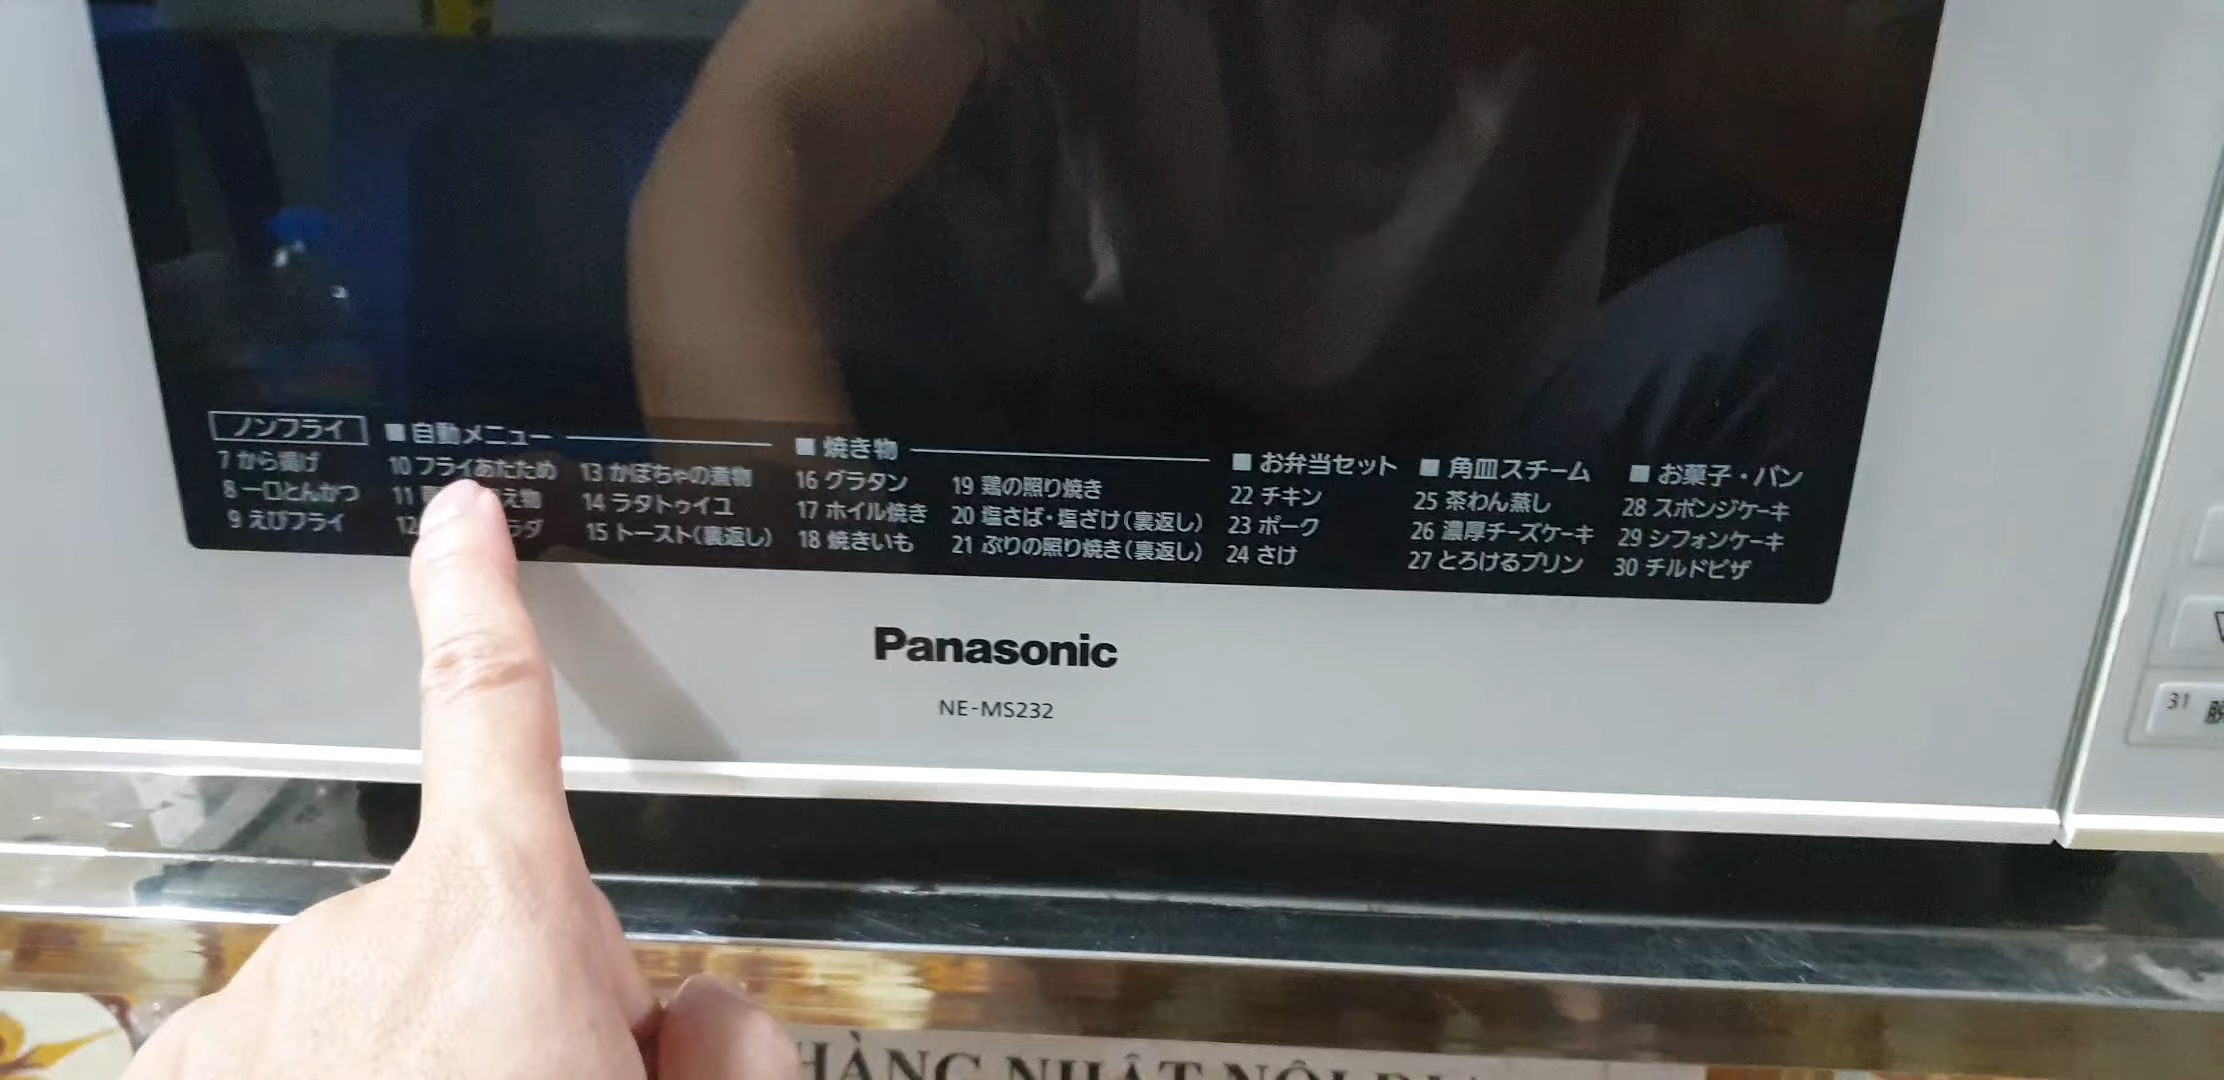 ノンフライ
7 から揚げ
8 一口とんかつ
9 えびフライ
■ 自動メニュー
10 フライあたため
11 え物
12 ラダ
13 かぼちゃの煮物
14 ラタトゥイユ
15 トースト(裏返し)
■ 焼き物
16 グラタン
17 ホイル焼き
18 焼きいも
19 鶏の照り焼き
20 塩さば・塩ざけ(裏返し)
21 ぶりの照り焼き(裏返し)
■ お弁当セット
22 チキン
23 ポーク
24 さけ
■ 角皿スチーム
25 茶わん蒸し
26 濃厚チーズケーキ
27 とろけるプリン
■ お菓子・パン
28 スポンジケーキ
29 シフォンケーキ
30 チルドピザ
Panasonic
NE-MS232
31
HÀNG NHẬT NỘI